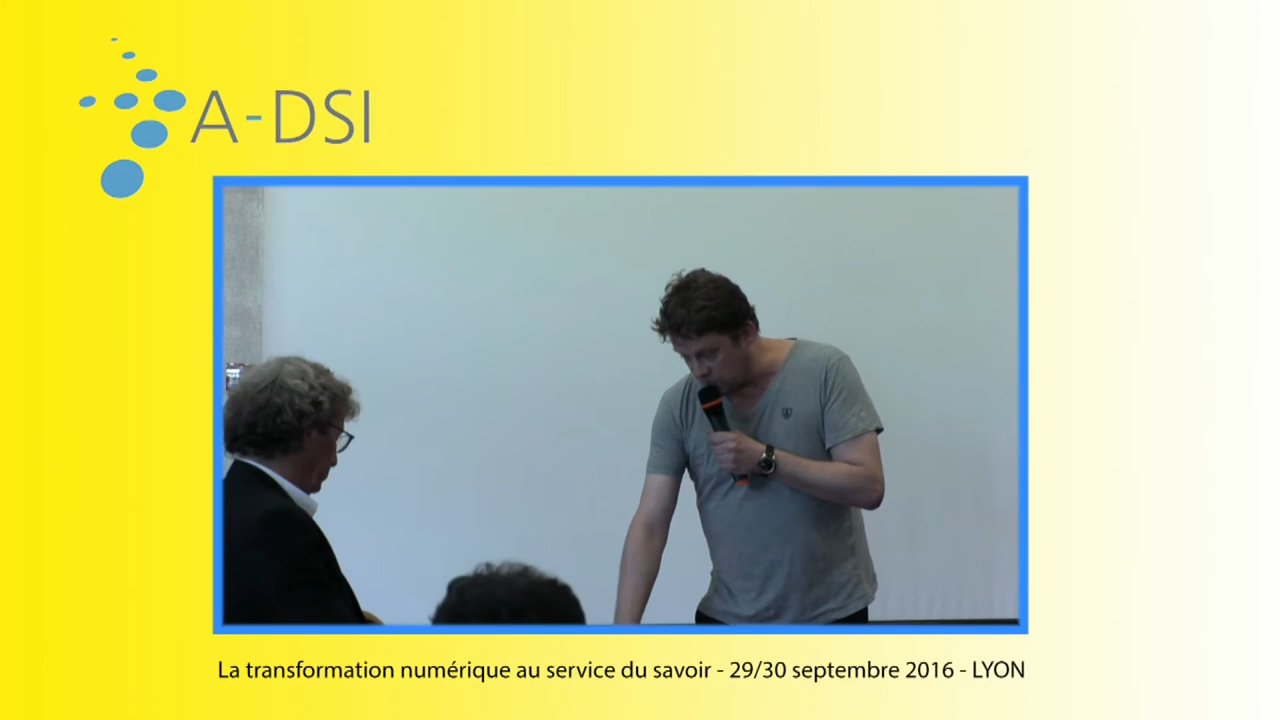 A-DSI
La transformation numérique au service du savoir - 29/30 septembre 2016 - LYON